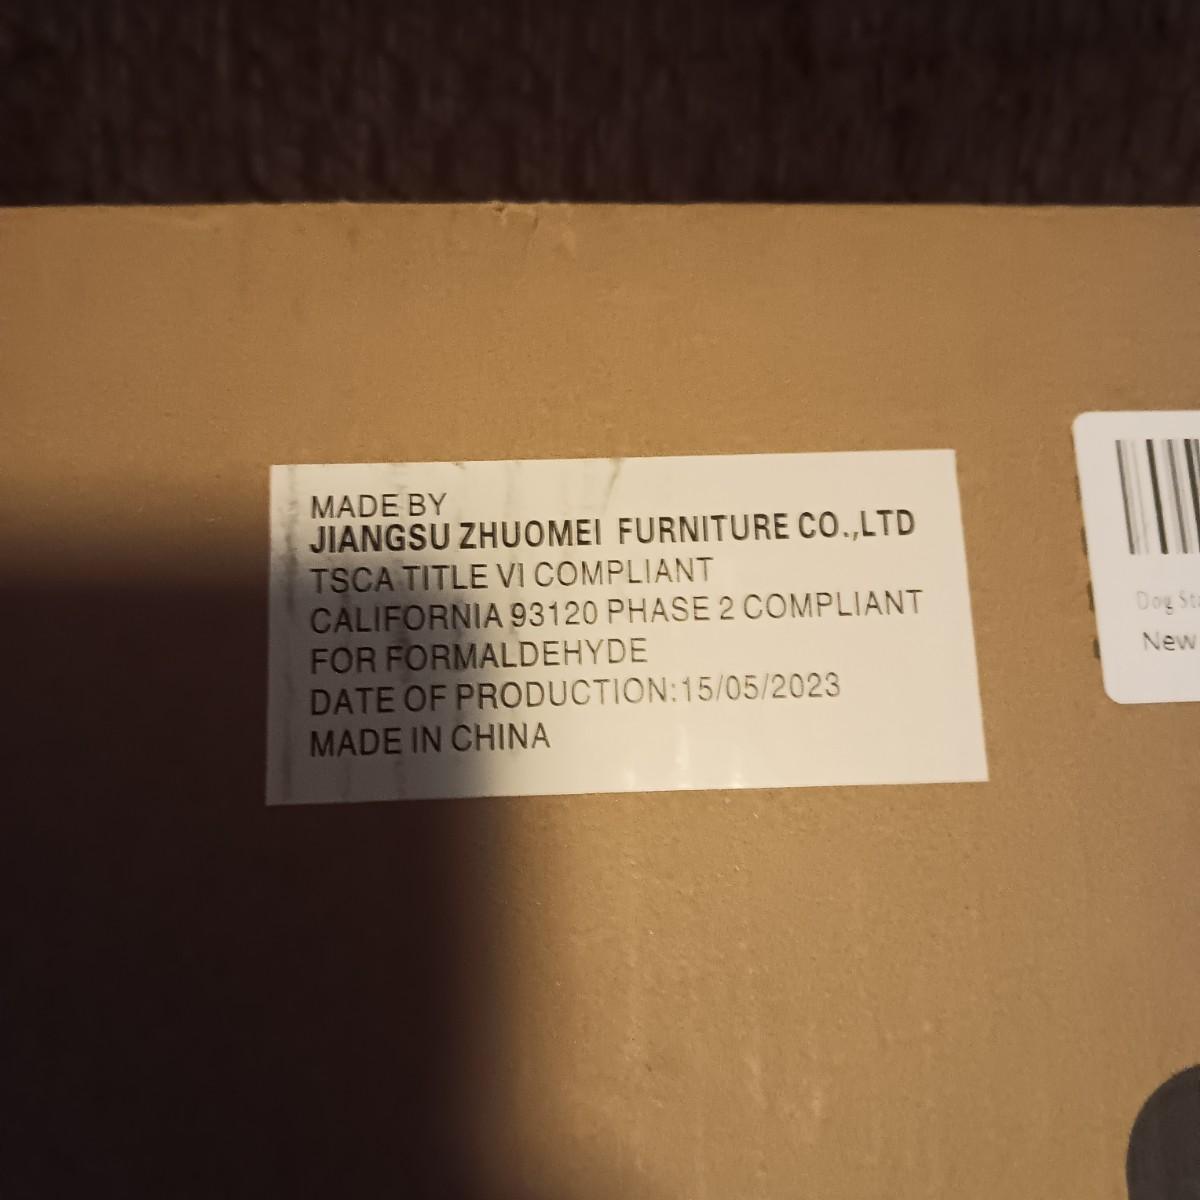 MADE BY
JIANGSU ZHUOMEI FURNITURE CO.,LTD
TSCA TITLE VI COMPLIANT
CALIFORNIA 93120 PHASE 2 COMPLIANT
FOR FORMALDEHYDE
DATE OF PRODUCTION:15/05/2023
MADE IN CHINA
Dog
New